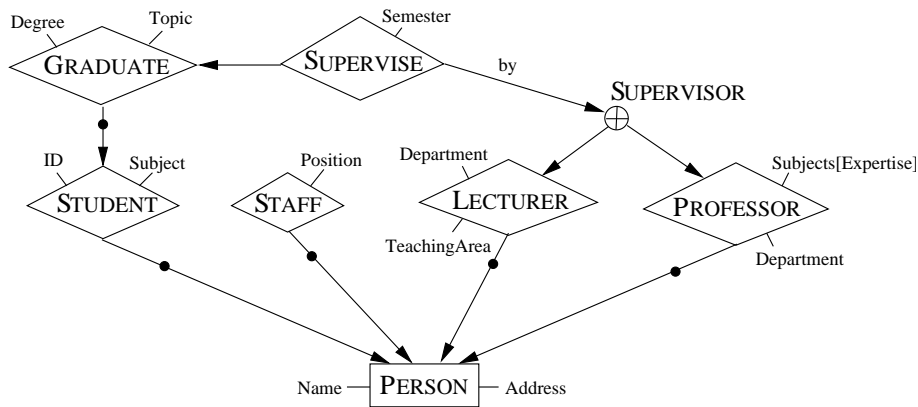 Degree
Topic
Semester
GRADUATE
SUPERVISE
by
SUPERVISOR
ID
Subject
Position
Department
Subjects[Expertise]
STUDENT
STAFF
LECTURER
PROFESSOR
TeachingArea
Department
Name
PERSON
Address